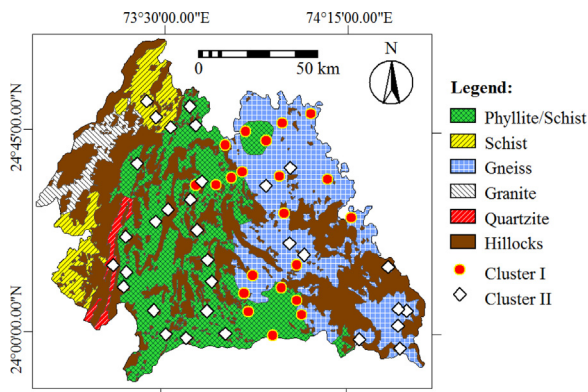 73°30'00.00"E
74°15'00.00"E
0
50 km
N
24°45'00.00"N
24°00'00.00"N
Legend:
Phyllite/Schist
Schist
Gneiss
Granite
Quartzite
Hillocks
Cluster I
Cluster II